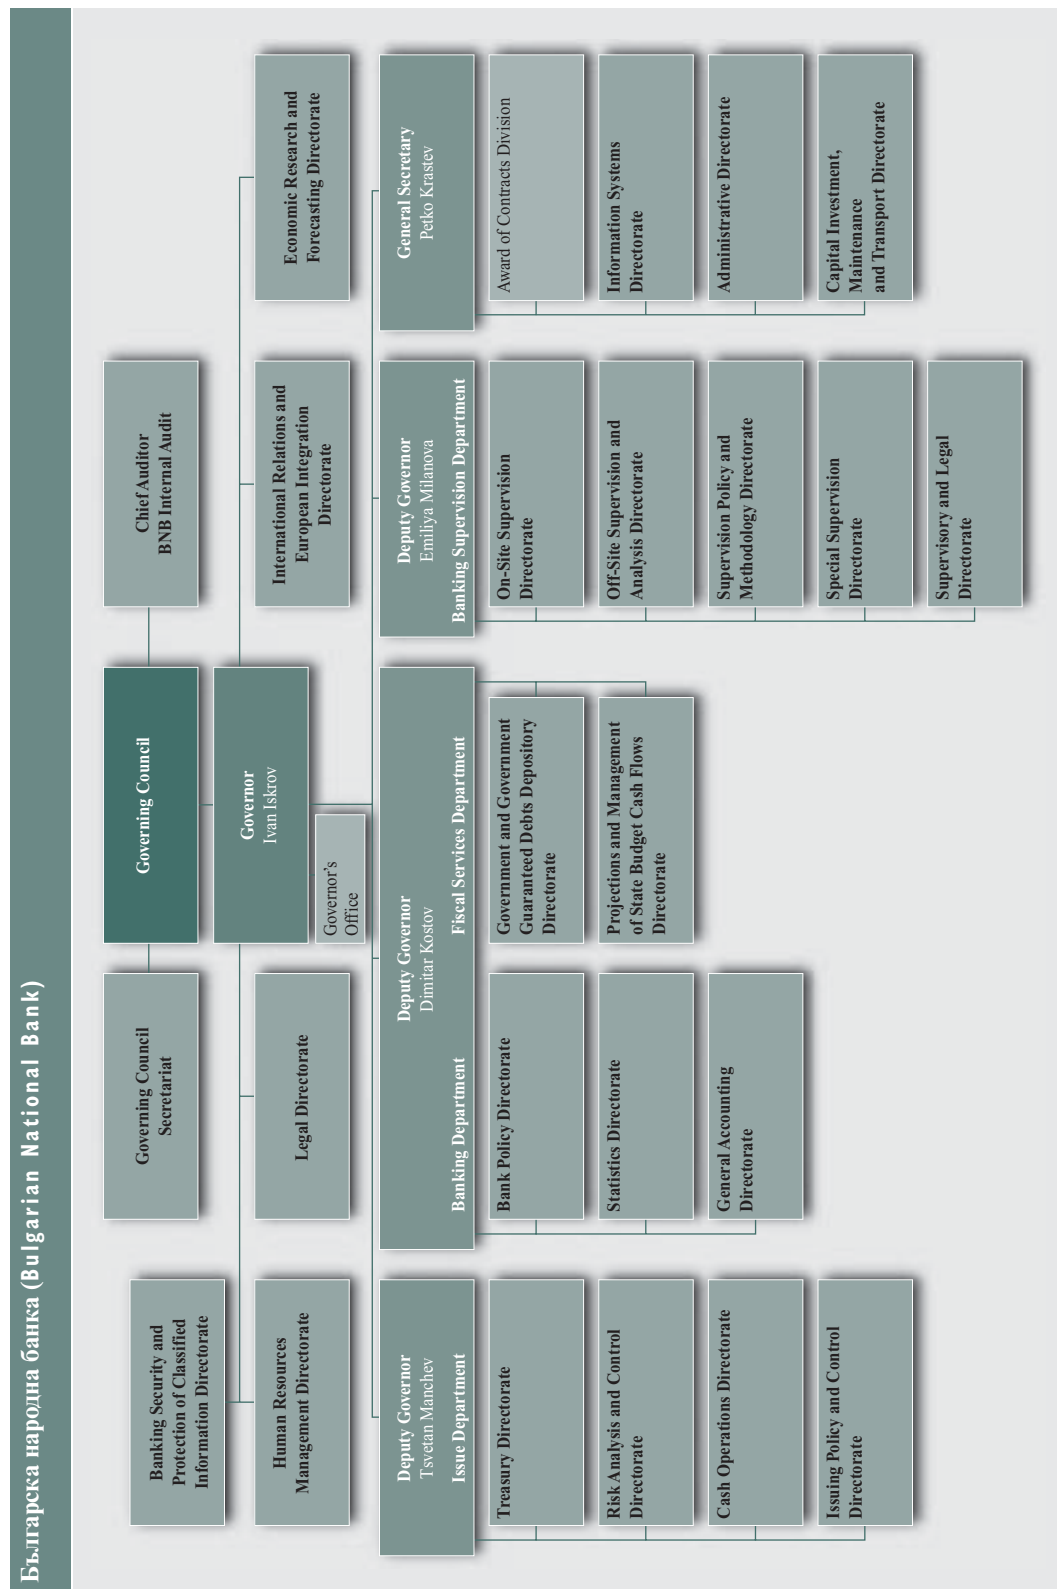 Българска народна банка (Bulgarian National Bank)
Governing Council
Secretariat
Governing Council
Chief Auditor
BNB Internal Audit
Banking Security and
Protection of Classified
Information Directorate
Governor
Ivan Iskrov
Human Resources
Management Directorate
Legal Directorate
International Relations and
European Integration
Directorate
Economic Research and
Forecasting Directorate
Governor's
Office
Deputy Governor
Tsvetan Manchev
Issue Department
Treasury Directorate
Risk Analysis and Control
Directorate
Cash Operations Directorate
Issuing Policy and Control
Directorate
Deputy Governor
Dimitar Kostov
Banking Department
Fiscal Services Department
Bank Policy Directorate
Statistics Directorate
General Accounting
Directorate
Government and Government
Guaranteed Debts Depository
Directorate
Projections and Management
of State Budget Cash Flows
Directorate
Deputy Governor
Emiliya Milanova
Banking Supervision Department
On-Site Supervision
Directorate
Off-Site Supervision and
Analysis Directorate
Supervision Policy and
Methodology Directorate
Special Supervision
Directorate
Supervisory and Legal
Directorate
General Secretary
Petko Krastev
Award of Contracts Division
Information Systems
Directorate
Administrative Directorate
Capital Investment,
Maintenance
and Transport Directorate